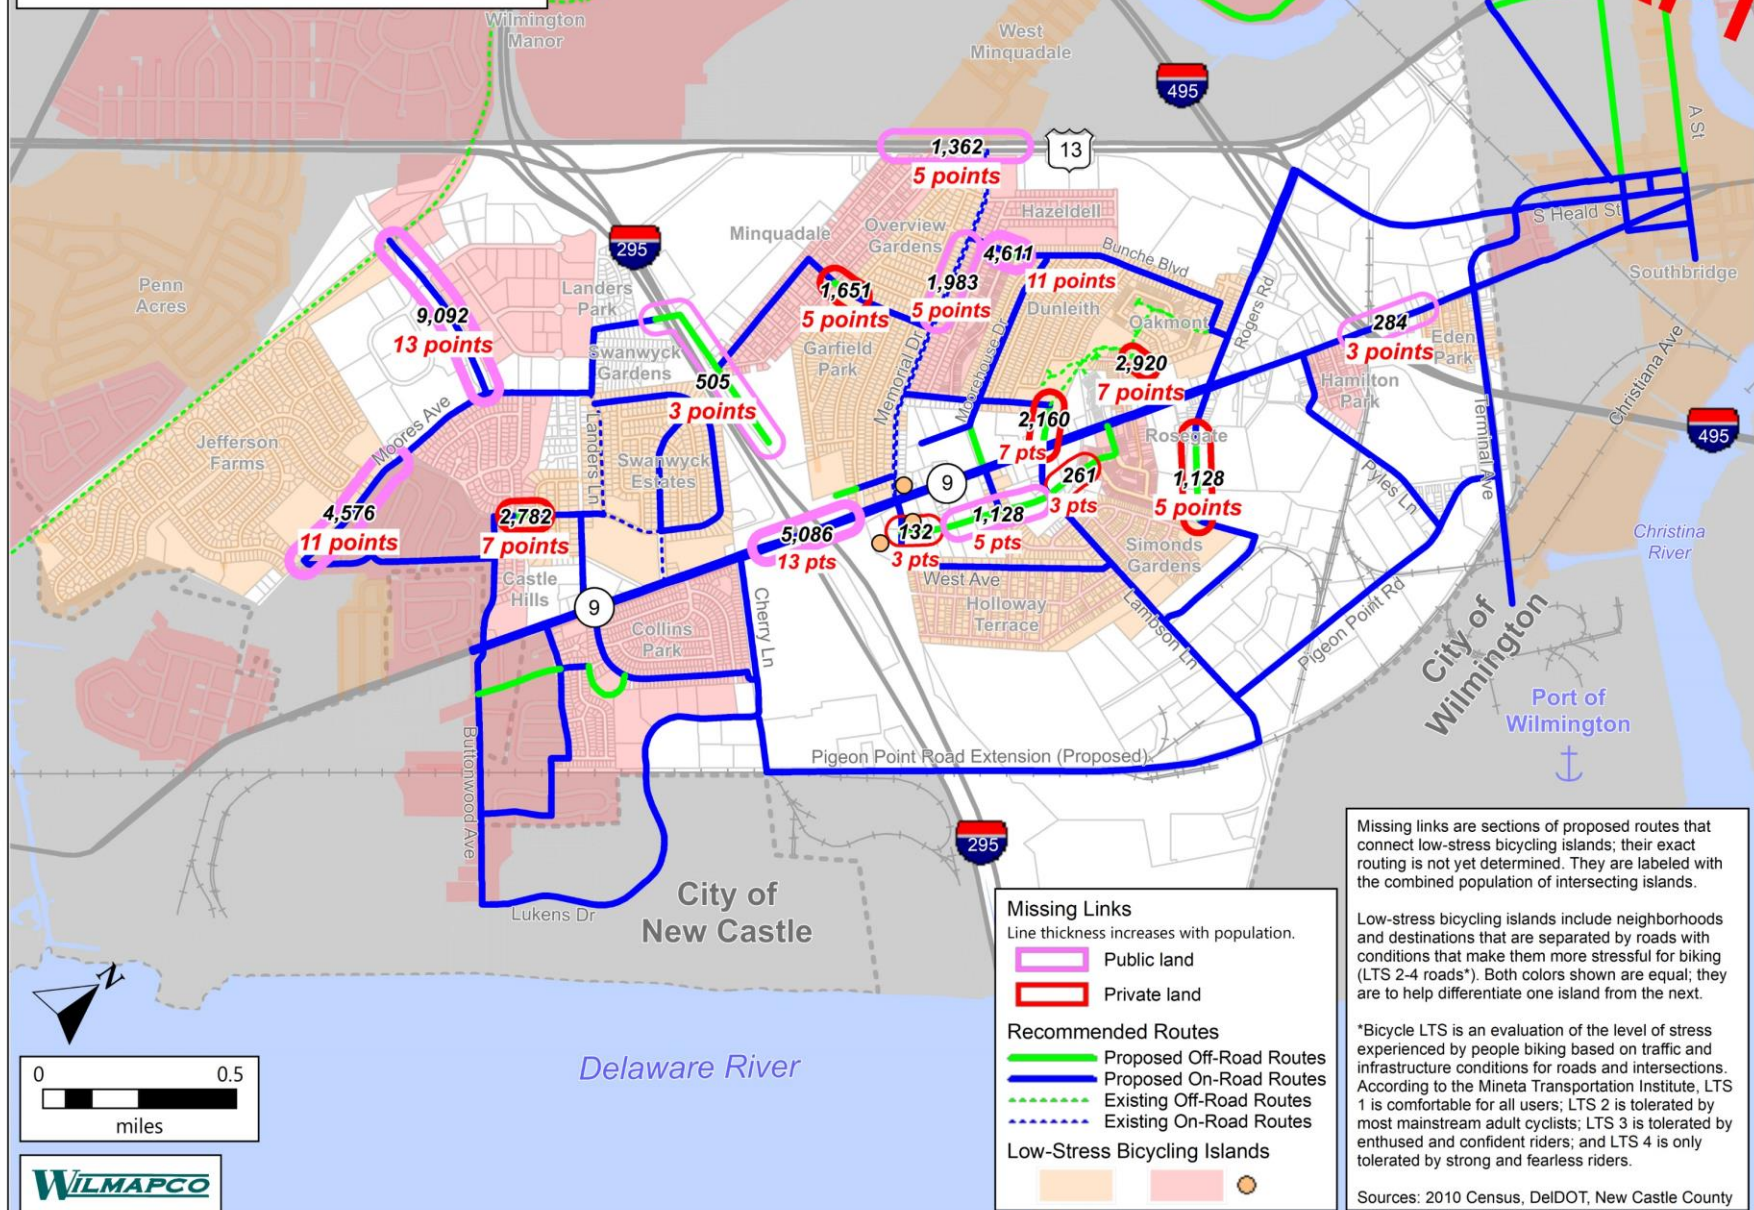 Wilmington
Manor
West
Minquadale
495
A St
1,362
5 points
13
S Heald St
Overview
Gardens
Hazeldell
Minquadale
295
4,611
11 points
Bunche Blvd
Southbridge
Penn
Acres
Landers
Park
1,651
5 points
1,983
5 points
Dunleith
Oakmont
Rogers Rd
9,092
13 points
284
3 points
Eden
Park
Christiana Ave
Swanwyck
Gardens
Garfield
Park
Memorial Dr
Moorehouse Dr
2,920
7 points
Hamilton
Park
505
3 points
Terminal Ave
495
Moores Ave
Jefferson
Farms
Landers Ln
Swanwyck
Estates
2,160
7 pts
Rosegate
9
261
3 pts
1,128
5 points
Pyles Ln
4,576
11 points
2,782
7 points
5,086
13 pts
132
3 pts
1,128
5 pts
Christina
River
Simonds
Gardens
Castle
Hills
9
West Ave
Holloway
Terrace
Collins
Park
Cherry Ln
Lambson Ln
Pigeon Point Rd
City of
Wilmington
Port of
Wilmington
Buttonwood Ave
Pigeon Point Road Extension (Proposed)
295
City of
New Castle
Lukens Dr
N
Delaware River
0 0.5
miles
WILMAPCO
Missing Links
Line thickness increases with population.
Public land
Private land
Recommended Routes
Proposed Off-Road Routes
Proposed On-Road Routes
Existing Off-Road Routes
Existing On-Road Routes
Low-Stress Bicycling Islands
Missing links are sections of proposed routes that
connect low-stress bicycling islands; their exact
routing is not yet determined. They are labeled with
the combined population of intersecting islands.
Low-stress bicycling islands include neighborhoods
and destinations that are separated by roads with
conditions that make them more stressful for biking
(LTS 2-4 roads*). Both colors shown are equal; they
are to help differentiate one island from the next.
*Bicycle LTS is an evaluation of the level of stress
experienced by people biking based on traffic and
infrastructure conditions for roads and intersections.
According to the Mineta Transportation Institute, LTS
1 is comfortable for all users; LTS 2 is tolerated by
most mainstream adult cyclists; LTS 3 is tolerated by
enthused and confident riders; and LTS 4 is only
tolerated by strong and fearless riders.
Sources: 2010 Census, DelDOT, New Castle County